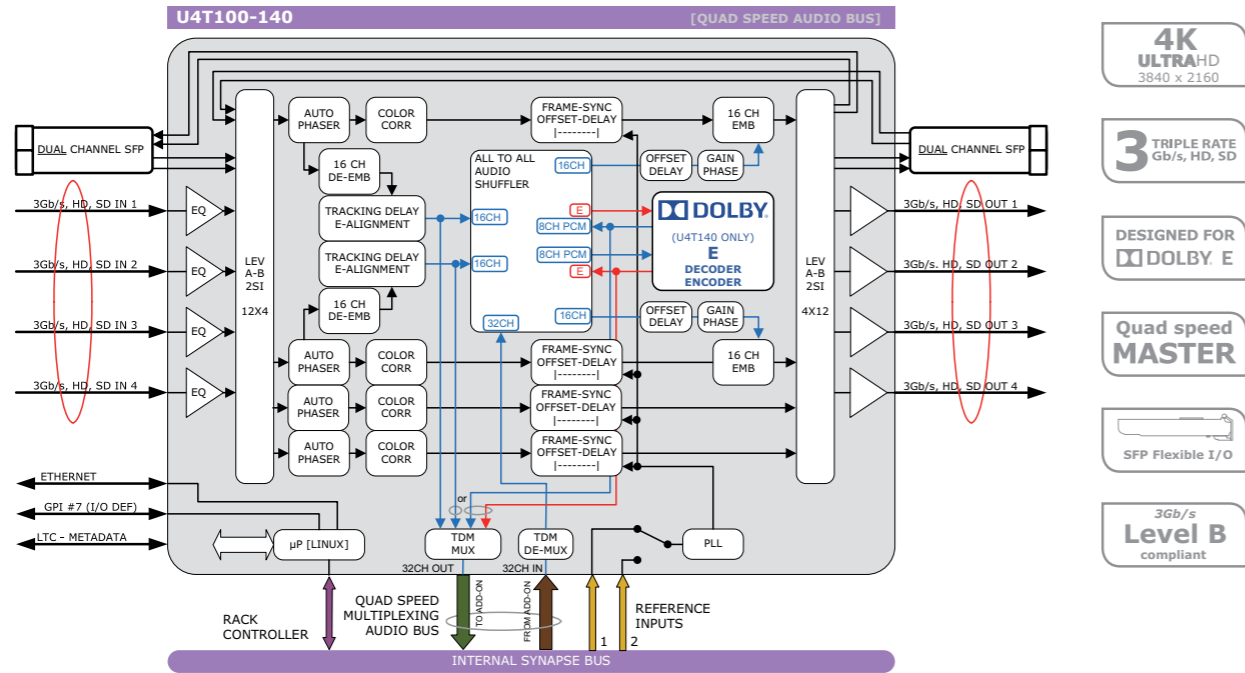 U4T100-140
[QUAD SPEED AUDIO BUS]
4K
ULTRAHD
3840 x 2160
3 TRIPLE RATE
Gb/s, HD, SD
DESIGNED FOR
DOLBY E
Quad speed
MASTER
SFP Flexible I/O
3Gb/s
Level B
compliant
DUAL CHANNEL SFP
3Gb/s, HD, SD IN 1
3Gb/s, HD, SD IN 2
3Gb/s, HD, SD IN 3
3Gb/s, HD, SD IN 4
ETHERNET
GPI #7 (I/O DEF)
LTC - METADATA
EQ
EQ
EQ
EQ
LEV
A-B
2SI
12X4
AUTO
PHASER
COLOR
CORR
FRAME-SYNC
OFFSET-DELAY
|--------|
16 CH
EMB
16 CH
DE-EMB
TRACKING DELAY
E-ALIGNMENT
TRACKING DELAY
E-ALIGNMENT
16 CH
DE-EMB
ALL TO ALL
AUDIO
SHUFFLER
16CH
16CH
16CH
E
8CH PCM
8CH PCM
E
16CH
32CH
OFFSET
DELAY
GAIN
PHASE
DOLBY
(U4T140 ONLY)
E
DECODER
ENCODER
OFFSET
DELAY
GAIN
PHASE
AUTO
PHASER
COLOR
CORR
FRAME-SYNC
OFFSET-DELAY
|--------|
16 CH
EMB
AUTO
PHASER
COLOR
CORR
FRAME-SYNC
OFFSET-DELAY
|--------|
AUTO
PHASER
COLOR
CORR
FRAME-SYNC
OFFSET-DELAY
|--------|
LEV
A-B
2SI
4X12
DUAL CHANNEL SFP
3Gb/s, HD, SD OUT 1
3Gb/s. HD, SD OUT 2
3Gb/s, HD, SD OUT 3
3Gb/s, HD, SD OUT 4
or
µP [LINUX]
TDM
MUX
TDM
DE-MUX
PLL
32CH OUT
32CH IN
RACK
CONTROLLER
QUAD SPEED
MULTIPLEXING
AUDIO BUS
TO ADD-ON
FROM ADD-ON
1
2
REFERENCE
INPUTS
INTERNAL SYNAPSE BUS